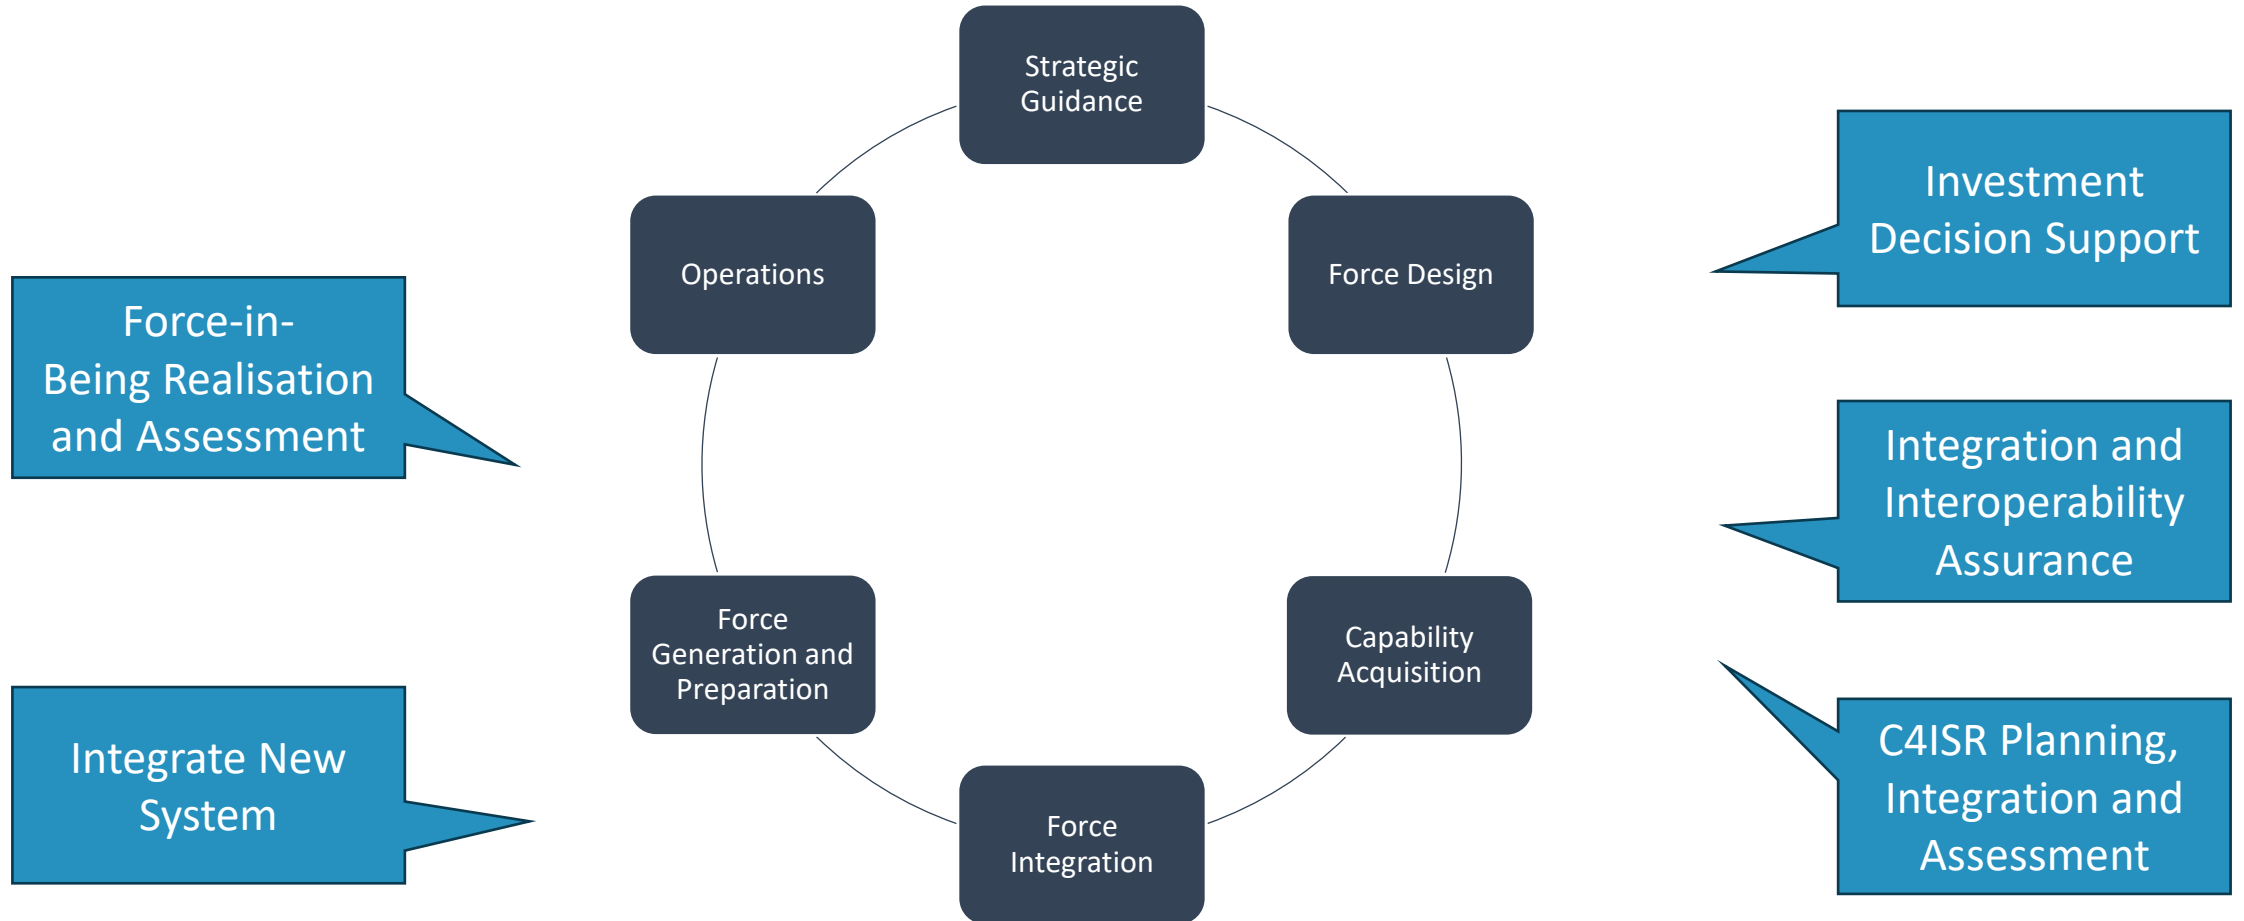 Strategic
Guidance
Force Design
Capability
Acquisition
Force
Integration
Force
Generation and
Preparation
Operations
Investment
Decision Support
Integration and
Interoperability
Assurance
C4ISR Planning,
Integration and
Assessment
Integrate New
System
Force-in-
Being Realisation
and Assessment